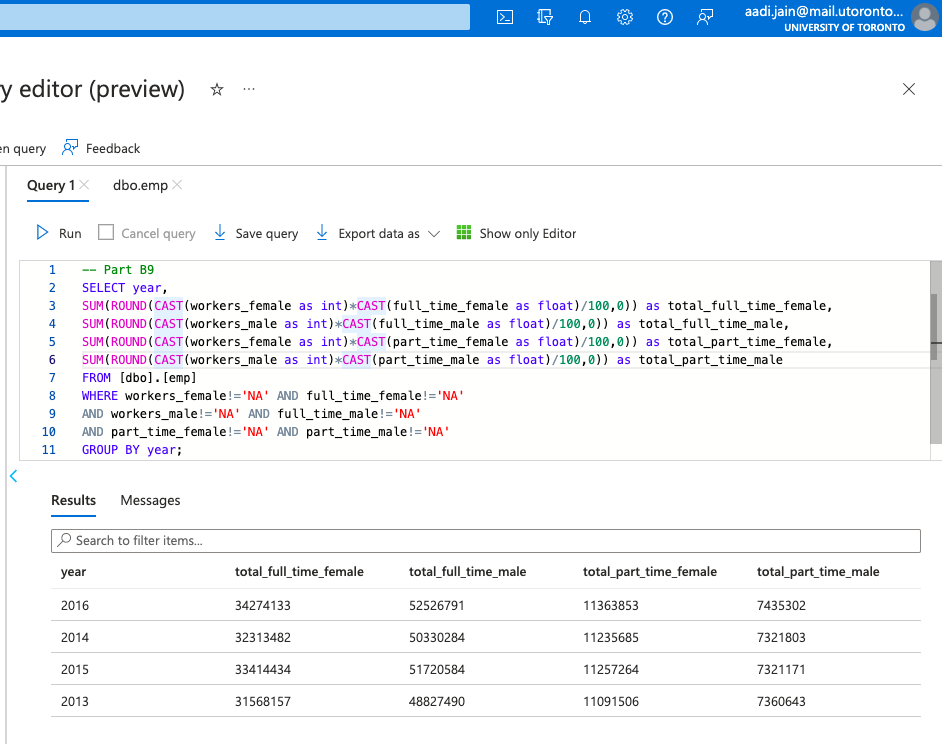 aadi.jain@mail.utoronto...
UNIVERSITY OF TORONTO
y editor (preview) ...
en query Feedback
Query 1 dbo.emp
Run Cancel query Save query Export data as Show only Editor
1 -- Part B9
2 SELECT year,
3 SUM(ROUND(CAST(workers_female as int)*CAST(full_time_female as float)/100,0)) as total_full_time_female,
4 SUM(ROUND(CAST(workers_male as int)*CAST(full_time_male as float)/100,0)) as total_full_time_male,
5 SUM(ROUND(CAST(workers_female as int)*CAST(part_time_female as float)/100,0)) as total_part_time_female,
6 SUM(ROUND(CAST(workers_male as int)*CAST(part_time_male as float)/100,0)) as total_part_time_male
7 FROM [dbo].[emp]
8 WHERE workers_female!='NA' AND full_time_female!='NA'
9 AND workers_male!='NA' AND full_time_male!='NA'
10 AND part_time_female!='NA' AND part_time_male!='NA'
11 GROUP BY year;
Results Messages
Search to filter items...
year total_full_time_female total_full_time_male total_part_time_female total_part_time_male
2016 34274133 52526791 11363853 7435302
2014 32313482 50330284 11235685 7321803
2015 33414434 51720584 11257264 7321171
2013 31568157 48827490 11091506 7360643